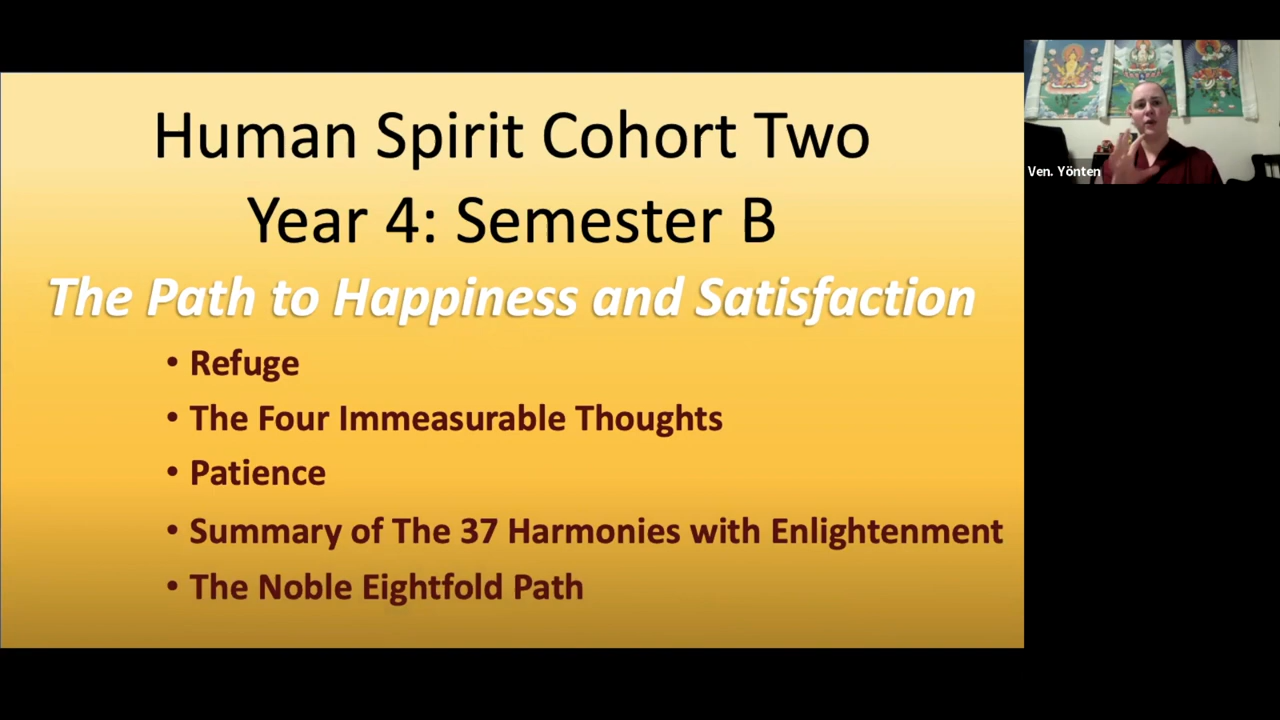 Human Spirit Cohort Two
Year 4: Semester B
The Path to Happiness and Satisfaction
• Refuge
• The Four Immeasurable Thoughts
• Patience
• Summary of The 37 Harmonies with Enlightenment
• The Noble Eightfold Path
Ven. Yönten